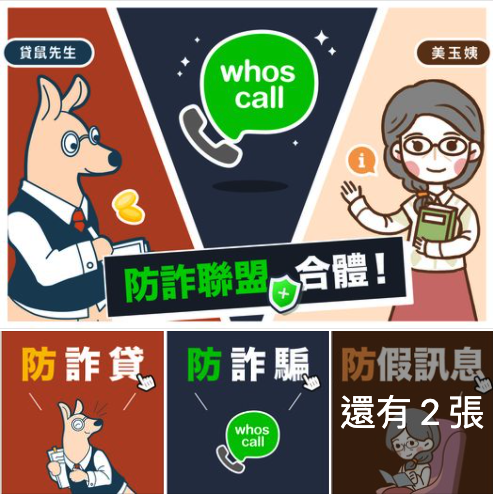 貸鼠先生
whos
call
美玉姨
i
防詐聯盟合體！
防詐貸
防詐騙
whos
call
防假訊息
還有 2 張